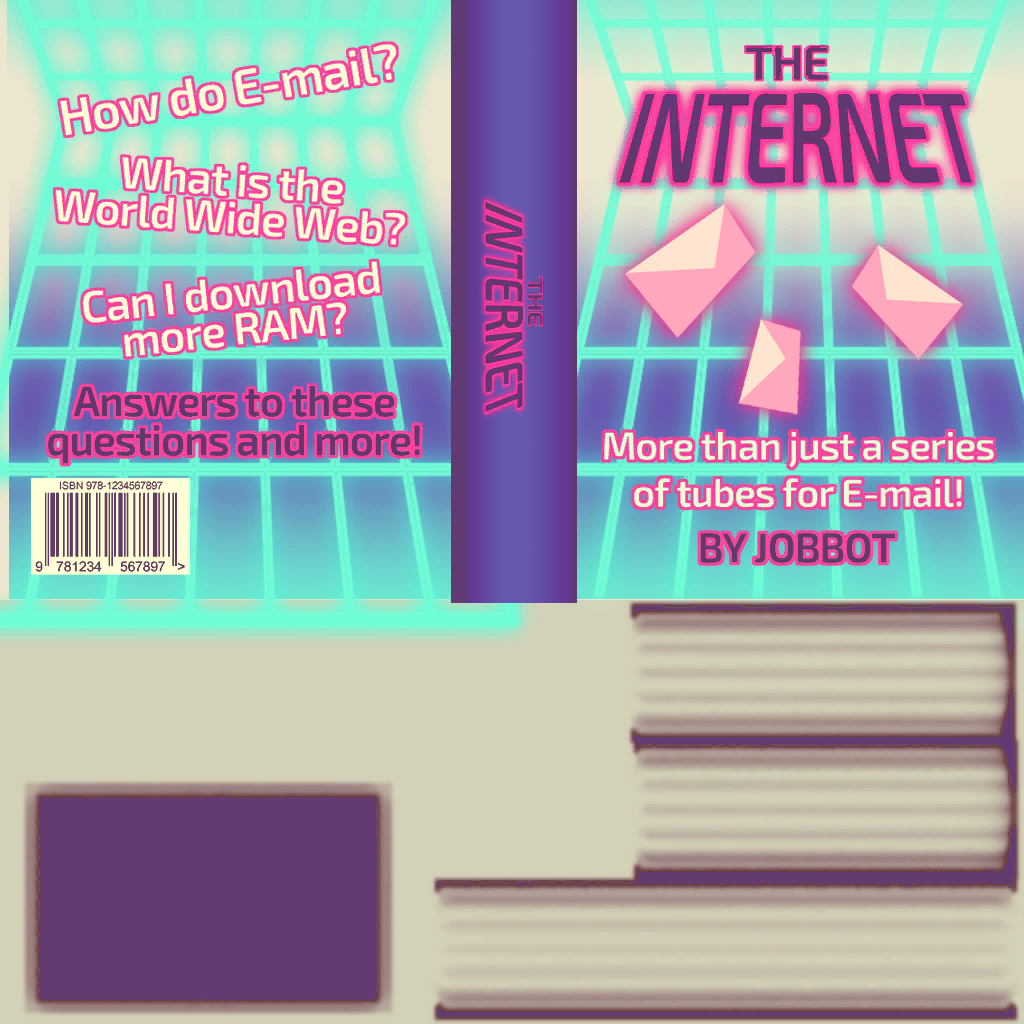 How do E-mail?
What is the
World Wide Web?
Can I download
more RAM?
Answers to these
questions and more!
ISBN 978-1234567897
9 781234 567897 >
THE
INTERNET
THE
INTERNET
More than just a series
of tubes for E-mail!
BY JOBBOT